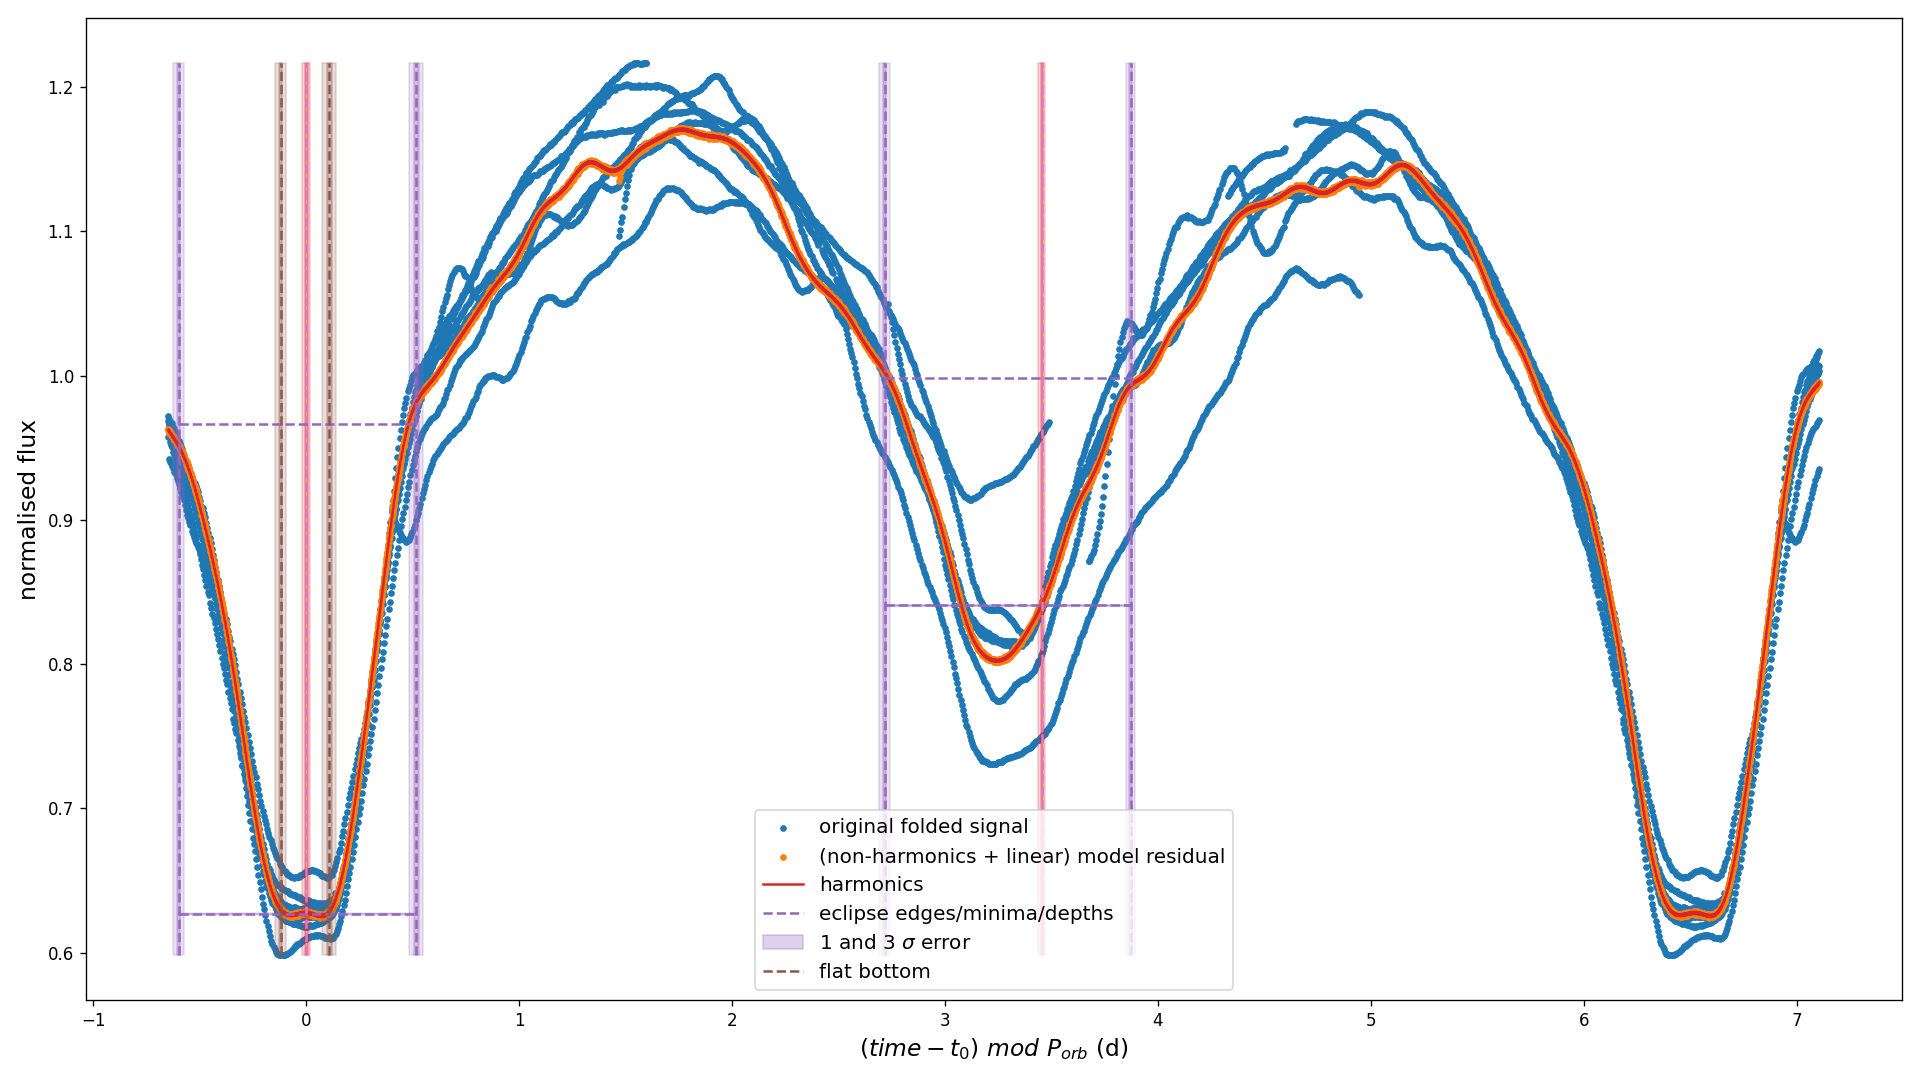 1.2
1.1
1.0
0.9
0.8
0.7
0.6
normalised flux
original folded signal
(non-harmonics + linear) model residual
harmonics
eclipse edges/minima/depths
1 and 3 σ error
flat bottom
−1 0 1 2 3 4 5 6 7
(time − t₀) mod Pₒᵣb (d)